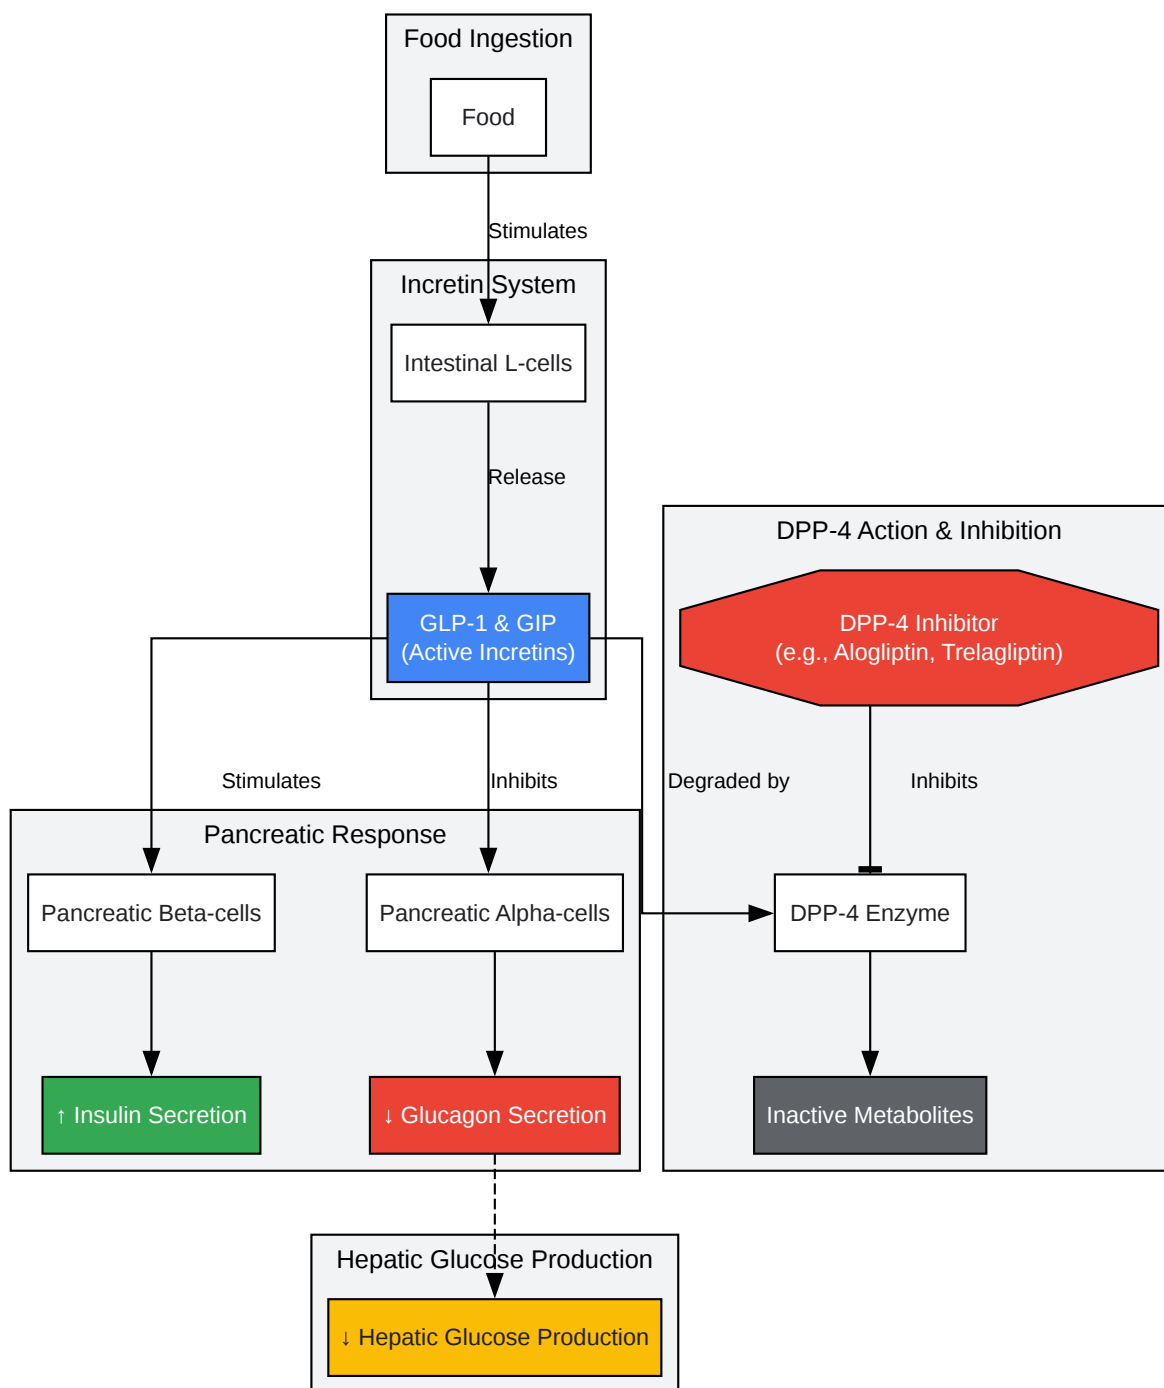 Food Ingestion
Food
Stimulates
Incretin System
Intestinal L-cells
Release
DPP-4 Action & Inhibition
GLP-1 & GIP
(Active Incretins)
DPP-4 Inhibitor
(e.g., Alogliptin, Trelagliptin)
Stimulates
Inhibits
Degraded by
Inhibits
Pancreatic Response
Pancreatic Beta-cells
Pancreatic Alpha-cells
DPP-4 Enzyme
↑ Insulin Secretion
↓ Glucagon Secretion
Inactive Metabolites
Hepatic Glucose Production
↓ Hepatic Glucose Production